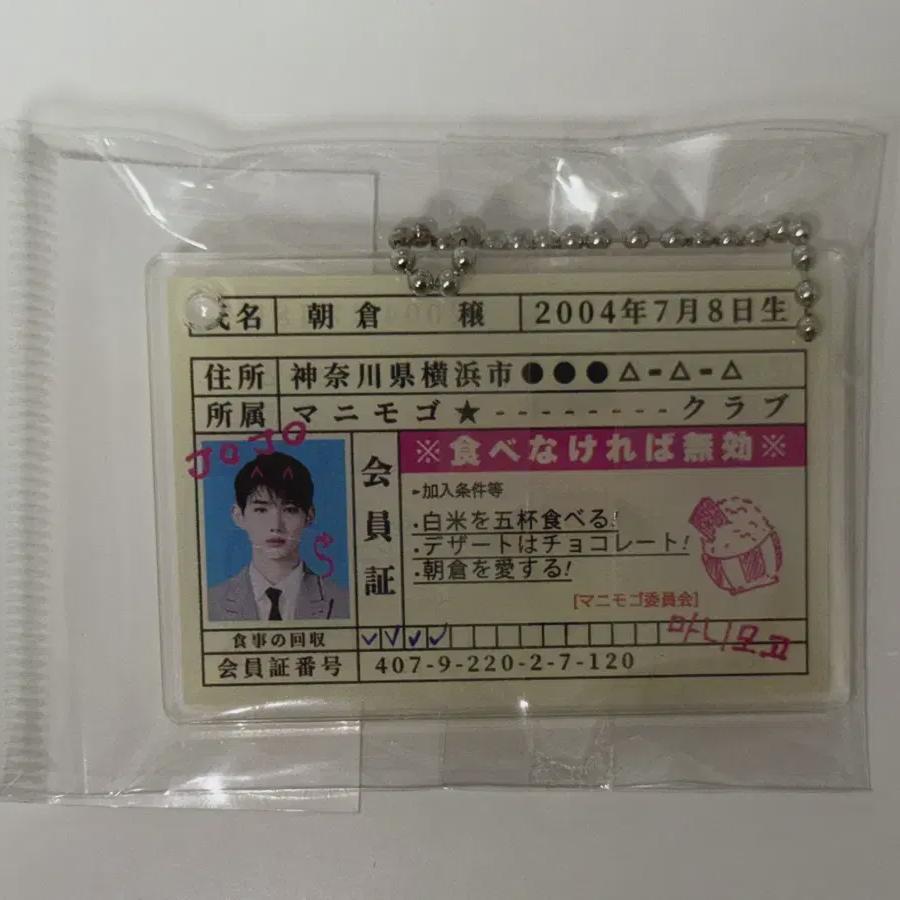 氏名 朝倉 穣 2004年7月8日生
住所 神奈川県横浜市●●●△-△-△
所属 マニモゴ★--------クラブ
JOJO
会員証
※食べなければ無効※
►加入条件等
・白米を五杯食べる!
・デザートはチョコレート!
・朝倉を愛する!
[マニモゴ委員会]
마니모고
食事の回収
会員証番号 407-9-220-2-7-120